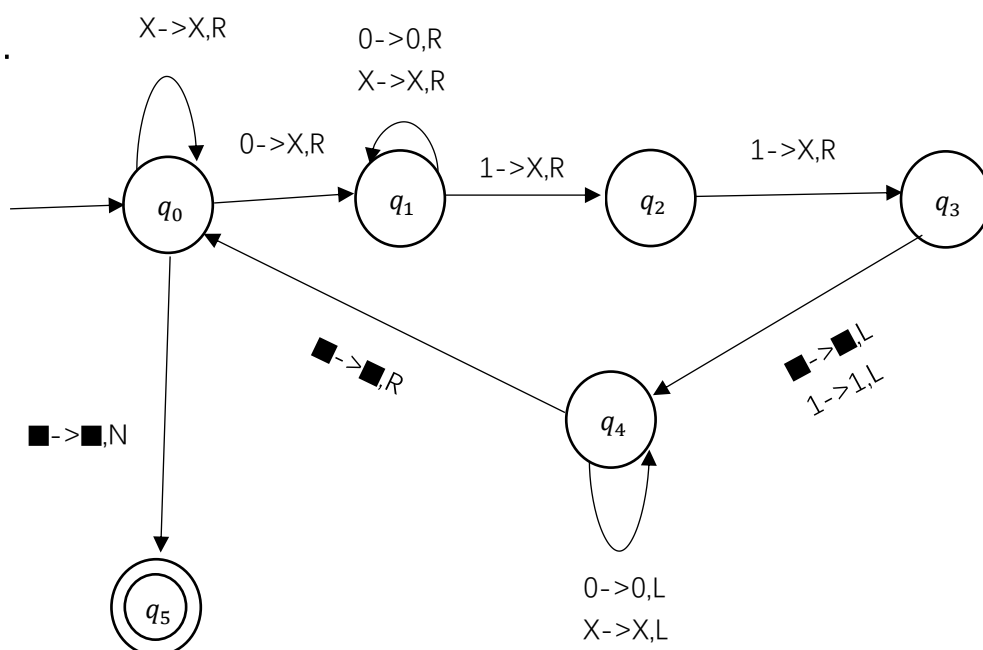 .
X->X,R
0->0,R
X->X,R
0->X,R
1->X,R
1->X,R
q₀
q₁
q₂
q₃
■->■,R
■->■,L
1->1,L
q₄
■->■,N
0->0,L
X->X,L
q₅